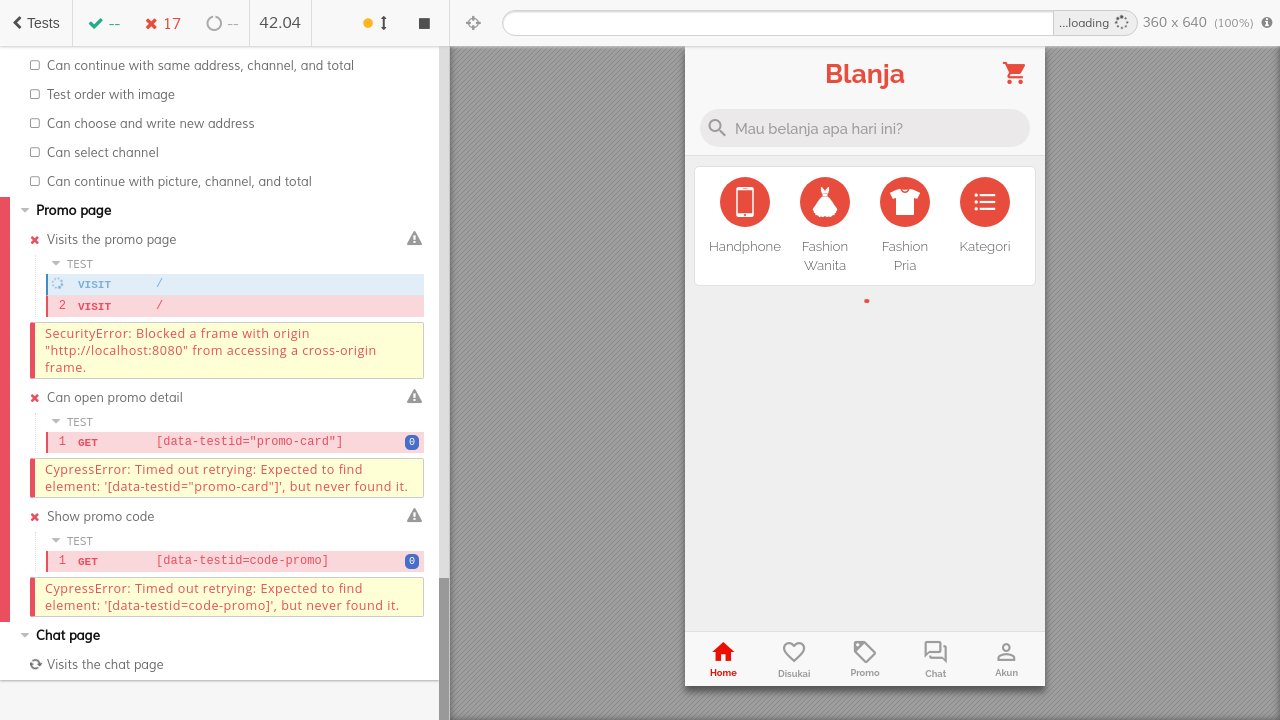 Tests
--
17
--
42.04
...loading
360 x 640 (100%)
Can continue with same address, channel, and total
Test order with image
Can choose and write new address
Can select channel
Can continue with picture, channel, and total
Promo page
Visits the promo page
TEST
VISIT /
2 VISIT /
SecurityError: Blocked a frame with origin
"http://localhost:8080" from accessing a cross-origin
frame.
Can open promo detail
TEST
1 GET [data-testid="promo-card"] 0
CypressError: Timed out retrying: Expected to find
element: '[data-testid="promo-card"]', but never found it.
Show promo code
TEST
1 GET [data-testid=code-promo] 0
CypressError: Timed out retrying: Expected to find
element: '[data-testid=code-promo]', but never found it.
Chat page
Visits the chat page
Blanja
Mau belanja apa hari ini?
Handphone
Fashion
Wanita
Fashion
Pria
Kategori
Home
Disukai
Promo
Chat
Akun